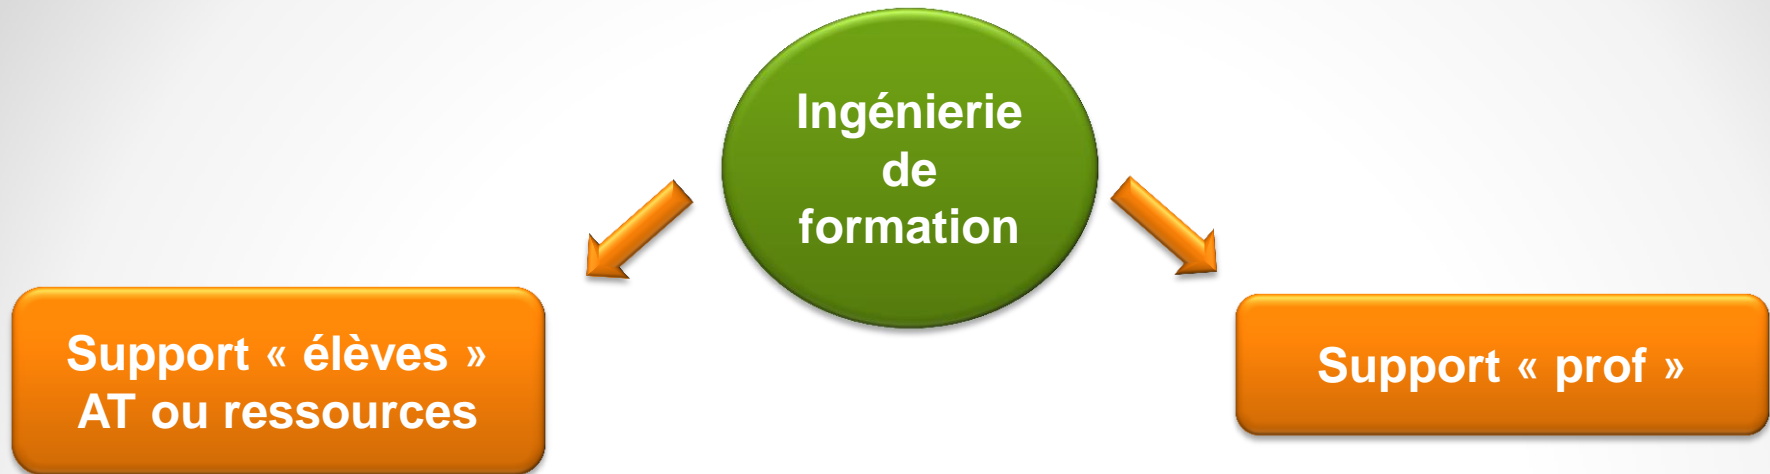 Ingénierie
de
formation
Support « élèves »
AT ou ressources
Support « prof »